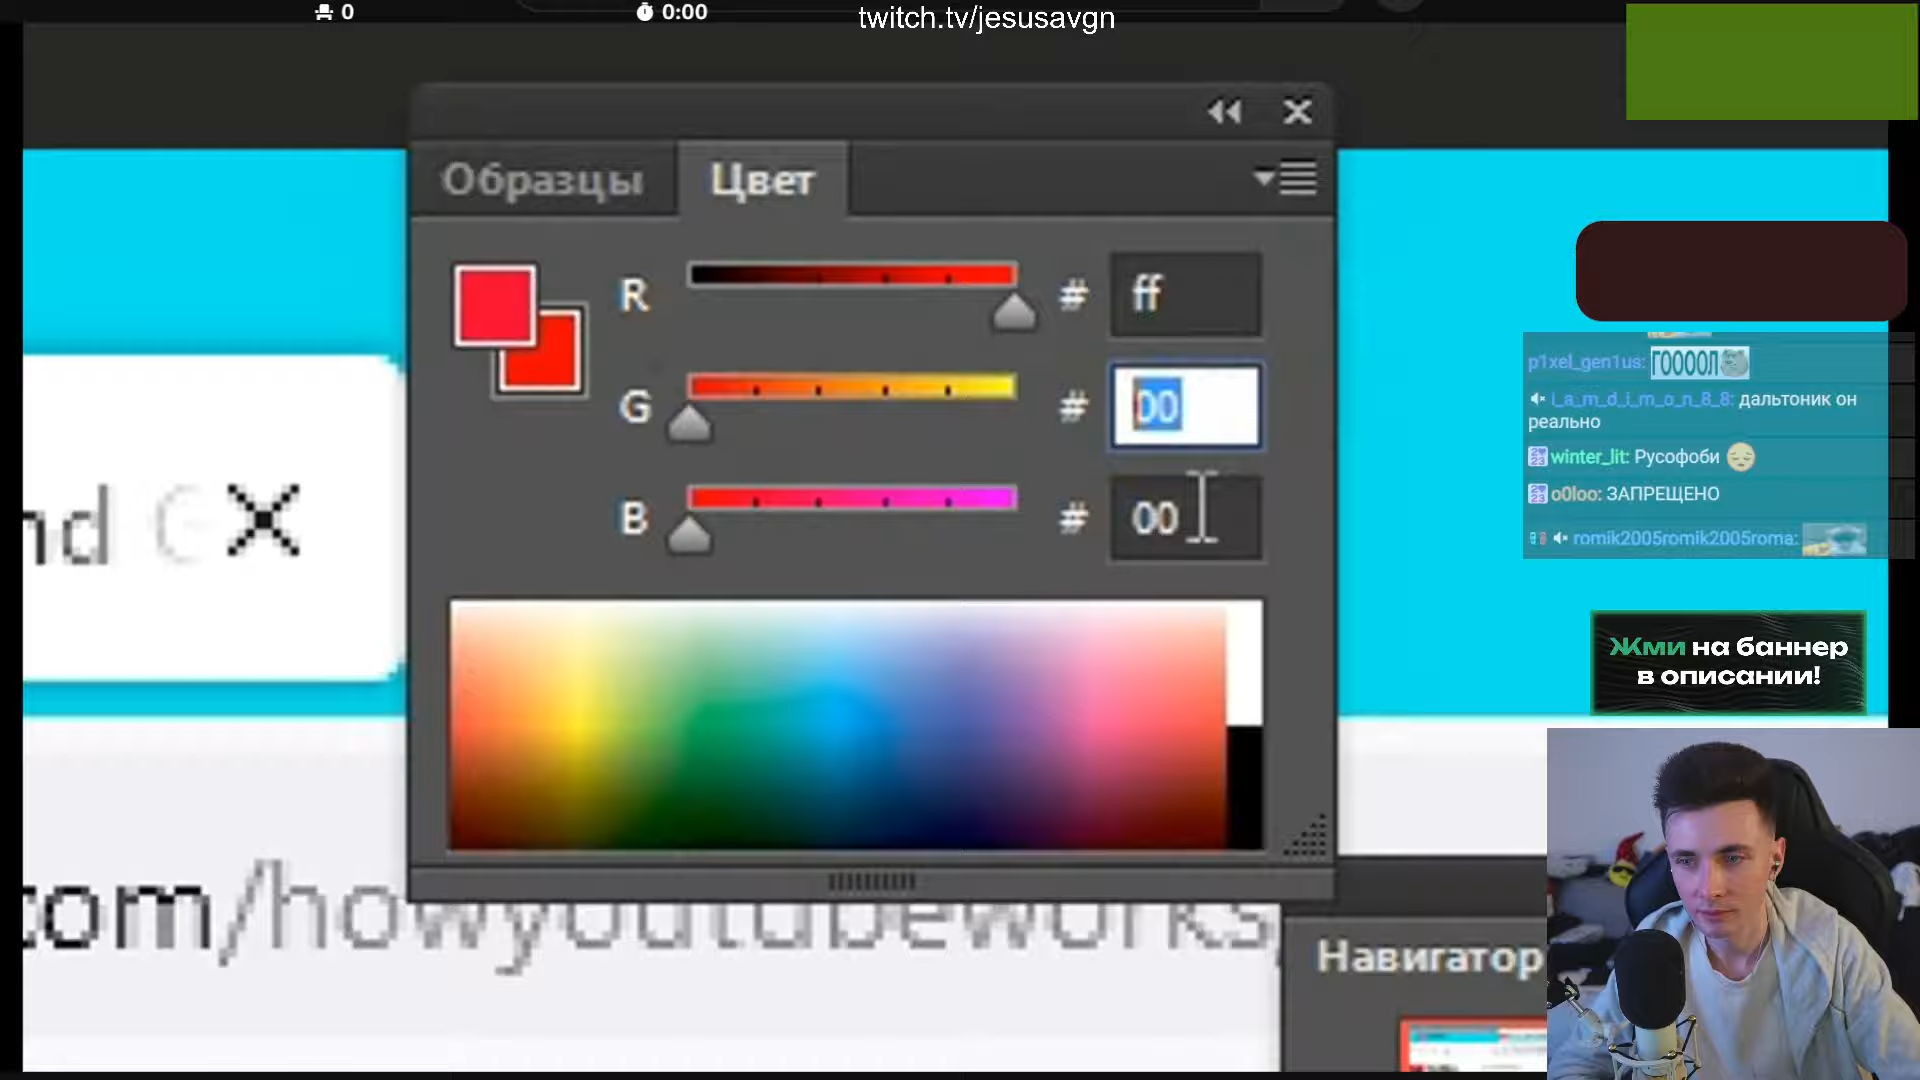 0
0:00
twitch.tv/jesusavgn
Образцы
Цвет
R
#
ff
G
#
00
B
#
00
nd G
com/howyoutubeworks
Навигатор
p1xel_gen1us: ГООООЛ
i_a_m_d_i_m_o_n_8_8: дальтоник он
реально
winter_lit: Русофоби
o0loo: ЗАПРЕЩЕНО
romik2005romik2005roma:
Жми на баннер
в описании!